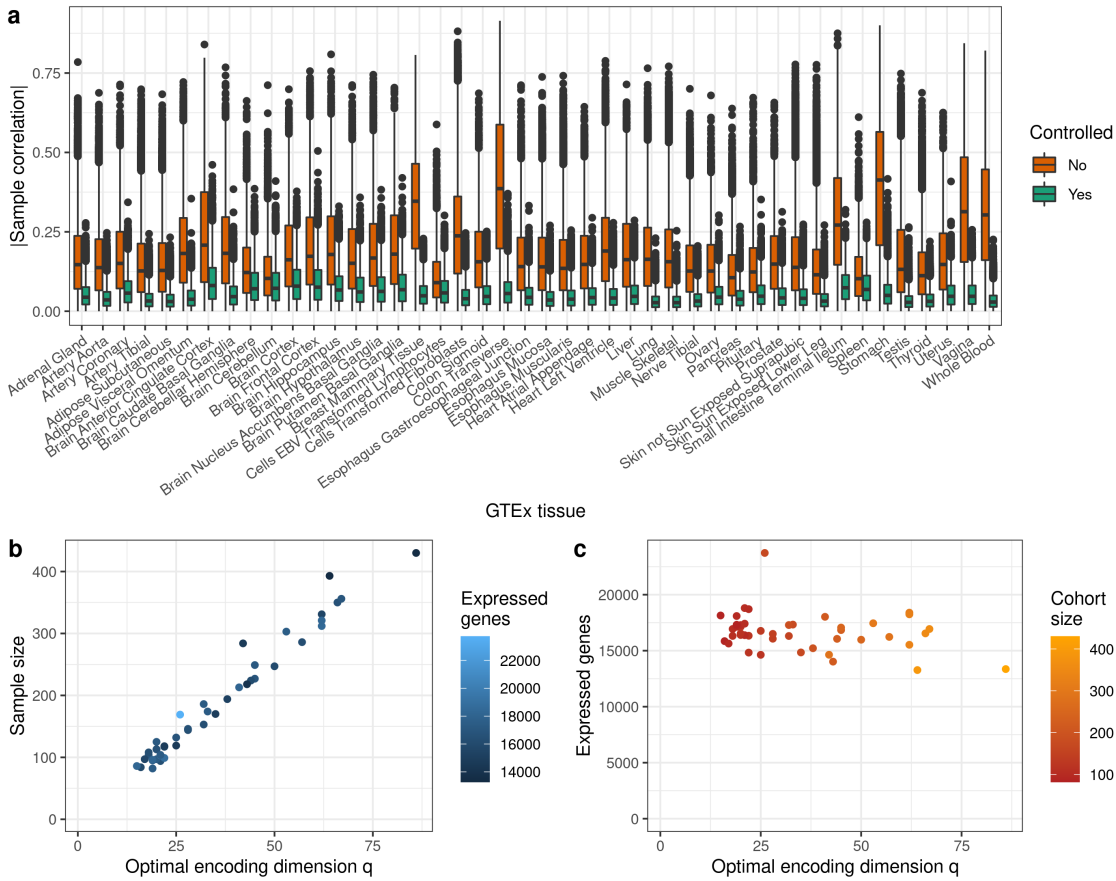 a
|Sample correlation|
0.75
0.50
0.25
0.00
Controlled
No
Yes
Adrenal Gland
Artery Aorta
Artery Coronary
Artery Tibial
Adipose Subcutaneous
Adipose Visceral Omentum
Brain Anterior Cingulate Cortex
Brain Caudate Basal Ganglia
Brain Cerebellar Hemisphere
Brain Cerebellum
Brain Cortex
Brain Frontal Cortex
Brain Hippocampus
Brain Hypothalamus
Brain Nucleus Accumbens Basal Ganglia
Brain Putamen Basal Ganglia
Breast Mammary Tissue
Cells EBV Transformed Lymphocytes
Cells Transformed Fibroblasts
Colon Sigmoid
Colon Transverse
Esophagus Gastroesophageal Junction
Esophagus Mucosa
Esophagus Muscularis
Heart Atrial Appendage
Heart Left Ventricle
Liver
Lung
Muscle Skeletal
Nerve Tibial
Ovary
Pancreas
Pituitary
Prostate
Skin not Sun Exposed Suprapubic
Skin Sun Exposed Lower Leg
Small Intestine Terminal Ileum
Spleen
Stomach
Testis
Thyroid
Uterus
Vagina
Whole Blood
GTEx tissue
b
Sample size
400
300
200
100
0
0 25 50 75
Optimal encoding dimension q
Expressed
genes
22000
20000
18000
16000
14000
c
Expressed genes
20000
15000
10000
5000
0
0 25 50 75
Optimal encoding dimension q
Cohort
size
400
300
200
100